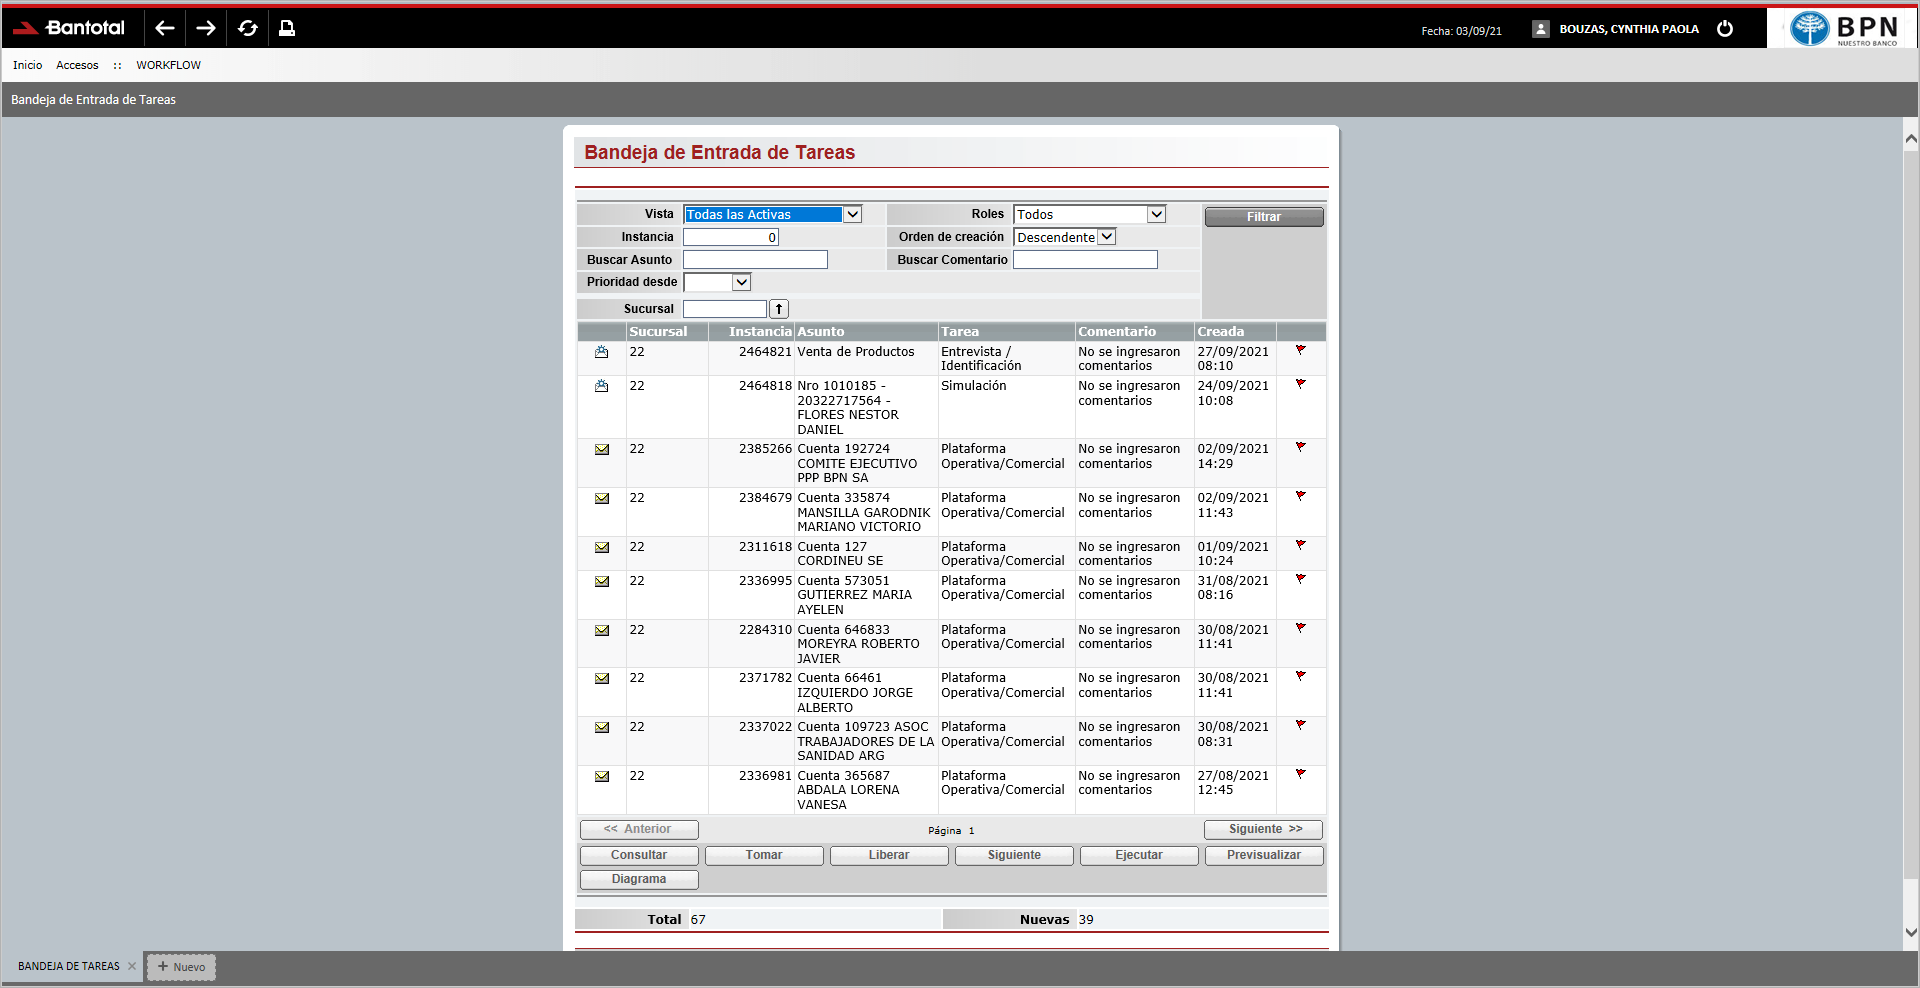 Bantotal
Fecha: 03/09/21
BOUZAS, CYNTHIA PAOLA
BPN
NUESTRO BANCO
Inicio Accesos :: WORKFLOW
Bandeja de Entrada de Tareas
Bandeja de Entrada de Tareas
Vista Todas las Activas Roles Todos Filtrar
Instancia 0 Orden de creación Descendente
Buscar Asunto Buscar Comentario
Prioridad desde
Sucursal
Sucursal Instancia Asunto Tarea Comentario Creada
22 2464821 Venta de Productos Entrevista / No se ingresaron 27/09/2021
Identificación comentarios 08:10
22 2464818 Nro 1010185 - Simulación No se ingresaron 24/09/2021
20322717564 - comentarios 10:08
FLORES NESTOR
DANIEL
22 2385266 Cuenta 192724 Plataforma No se ingresaron 02/09/2021
COMITE EJECUTIVO Operativa/Comercial comentarios 14:29
PPP BPN SA
22 2384679 Cuenta 335874 Plataforma No se ingresaron 02/09/2021
MANSILLA GARODNIK Operativa/Comercial comentarios 11:43
MARIANO VICTORIO
22 2311618 Cuenta 127 Plataforma No se ingresaron 01/09/2021
CORDINEU SE Operativa/Comercial comentarios 10:24
22 2336995 Cuenta 573051 Plataforma No se ingresaron 31/08/2021
GUTIERREZ MARIA Operativa/Comercial comentarios 08:16
AYELEN
22 2284310 Cuenta 646833 Plataforma No se ingresaron 30/08/2021
MOREYRA ROBERTO Operativa/Comercial comentarios 11:41
JAVIER
22 2371782 Cuenta 66461 Plataforma No se ingresaron 30/08/2021
IZQUIERDO JORGE Operativa/Comercial comentarios 11:41
ALBERTO
22 2337022 Cuenta 109723 ASOC Plataforma No se ingresaron 30/08/2021
TRABAJADORES DE LA Operativa/Comercial comentarios 08:31
SANIDAD ARG
22 2336981 Cuenta 365687 Plataforma No se ingresaron 27/08/2021
ABDALA LORENA Operativa/Comercial comentarios 12:45
VANESA
<< Anterior Página 1 Siguiente >>
Consultar Tomar Liberar Siguiente Ejecutar Previsualizar
Diagrama
Total 67 Nuevas 39
BANDEJA DE TAREAS × + Nuevo